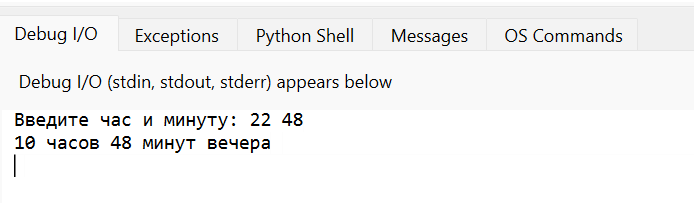 Debug I/O Exceptions Python Shell Messages OS Commands
Debug I/O (stdin, stdout, stderr) appears below
Введите час и минуту: 22 48
10 часов 48 минут вечера